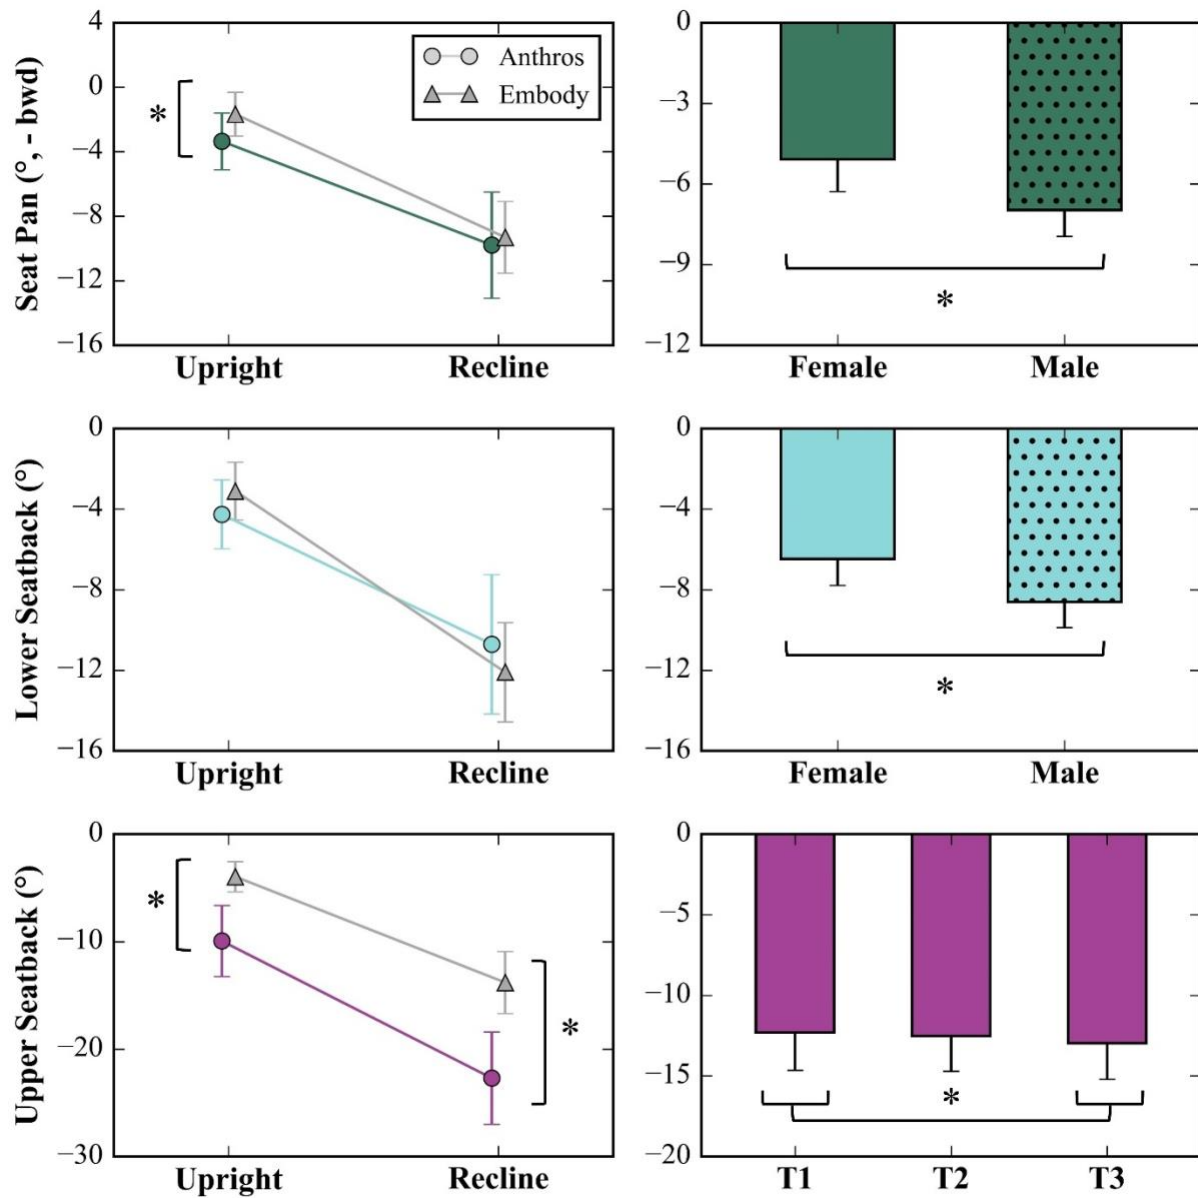 Seat Pan (°, - bwd)
4
0
−4
−8
−12
−16
*
Anthros
Embody
Upright
Recline
0
−3
−6
−9
−12
*
Female
Male
Lower Seatback (°)
0
−4
−8
−12
−16
Upright
Recline
0
−4
−8
−12
−16
*
Female
Male
Upper Seatback (°)
0
−10
−20
−30
*
*
Upright
Recline
0
−5
−10
−15
−20
*
T1
T2
T3